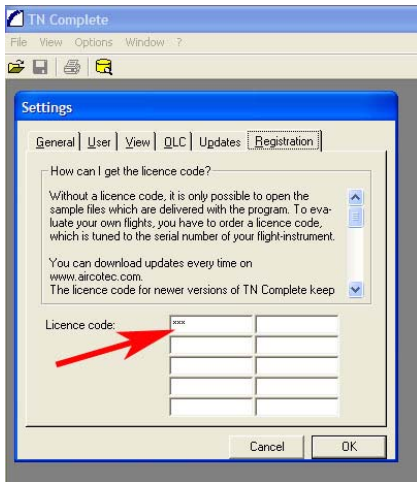 TN Complete
File View Options Window ?
Settings
General User View OLC Updates Registration
How can I get the licence code?
Without a licence code, it is only possible to open the
sample files which are delivered with the program. To eva-
luate your own flights, you have to order a licence code,
which is tuned to the serial number of your flight-instrument.
You can download updates every time on
www.aircotec.com.
The licence code for newer versions of TN Complete keep
Licence code: ***
Cancel OK